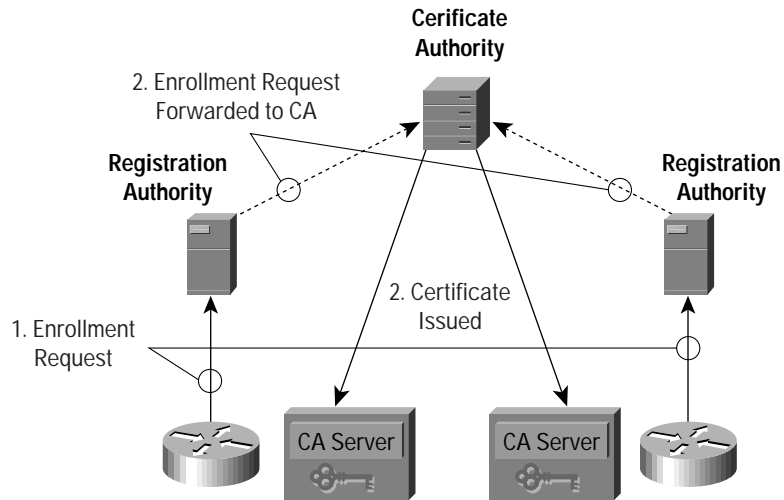 Cerificate
Authority
2. Enrollment Request
Forwarded to CA
Registration
Authority
Registration
Authority
2. Certificate
Issued
1. Enrollment
Request
CA Server
CA Server